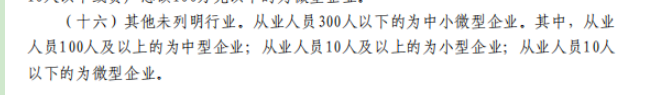 （十六）其他未列明行业。从业人员300人以下的为中小微型企业。其中，从业
人员100人及以上的为中型企业；从业人员10人及以上的为小型企业；从业人员10人
以下的为微型企业。